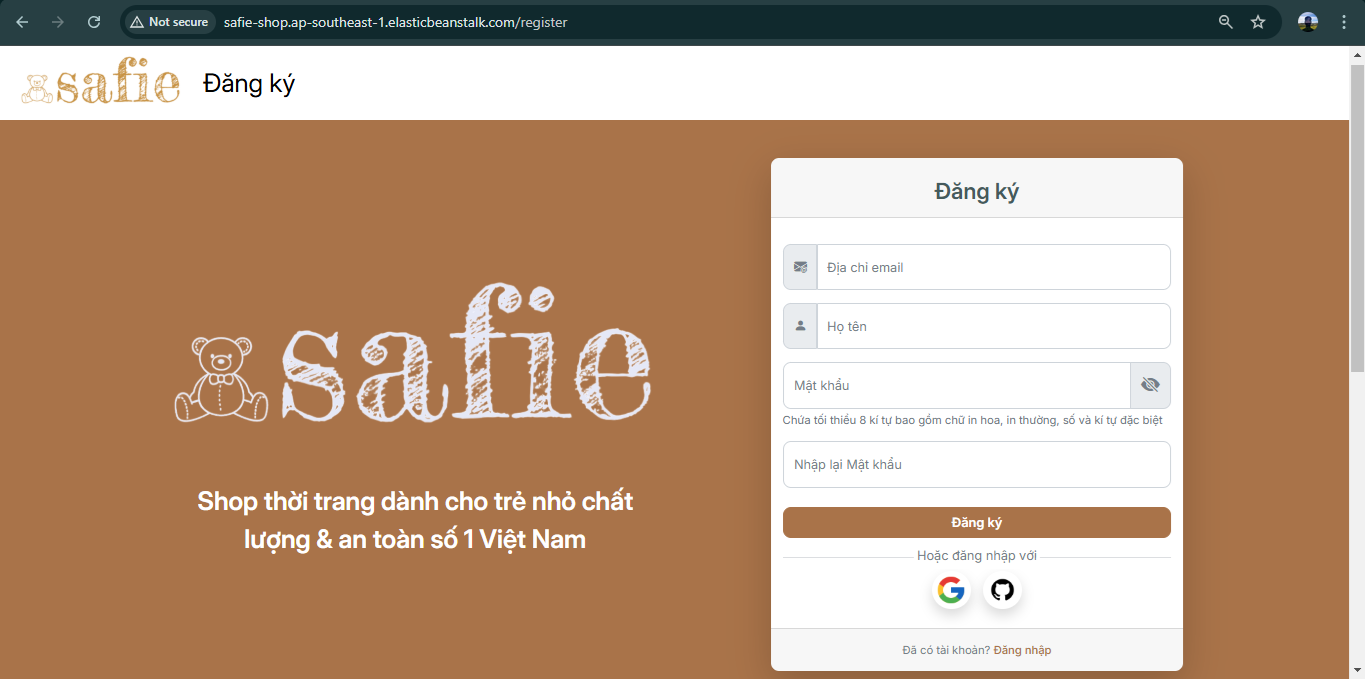 Not secure
safie-shop.ap-southeast-1.elasticbeanstalk.com/register
safie
Đăng ký
Đăng ký
Địa chỉ email
Họ tên
Mật khẩu
Chứa tối thiểu 8 kí tự bao gồm chữ in hoa, in thường, số và kí tự đặc biệt
Nhập lại Mật khẩu
Đăng ký
Hoặc đăng nhập với
Đã có tài khoản? Đăng nhập
safie
Shop thời trang dành cho trẻ nhỏ chất
lượng & an toàn số 1 Việt Nam